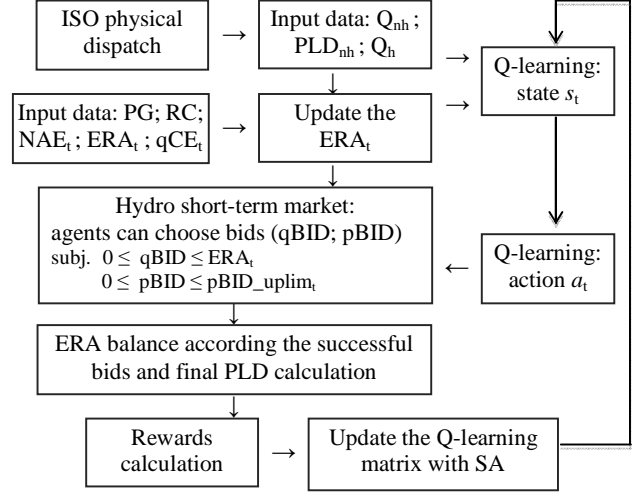 ISO physical
dispatch
→
Input data: Qnh ;
PLDnh ; Qh
→
Q-learning:
state st
↓
Input data: PG; RC;
NAEt ; ERAt ; qCEt
→
Update the
ERAt
→
↓
Hydro short-term market:
agents can choose bids (qBID; pBID)
subj. 0 ≤ qBID ≤ ERAt
0 ≤ pBID ≤ pBID_uplimt
←
Q-learning:
action at
↓
ERA balance according the successful
bids and final PLD calculation
↓
Rewards
calculation
→
Update the Q-learning
matrix with SA